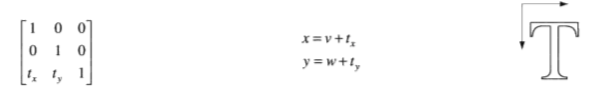 [1 0 0]
[0 1 0]
[t_x t_y 1]
x = v + t_x
y = w + t_y
T